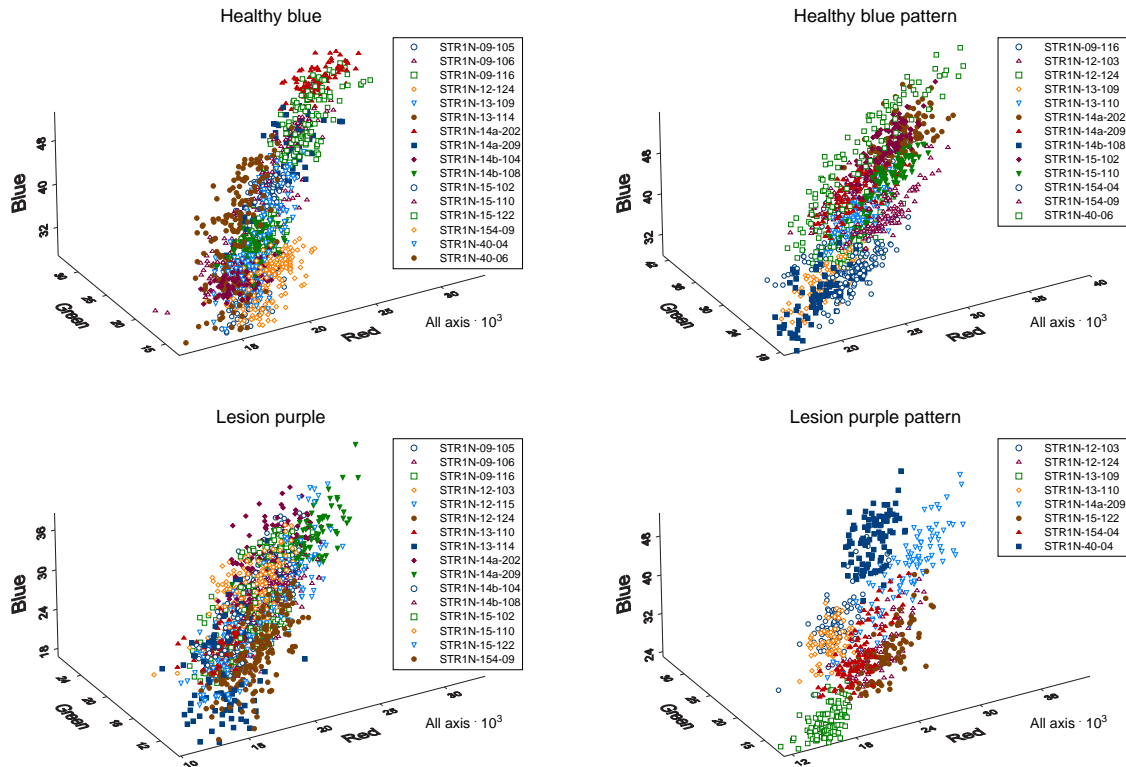 Healthy blue
Blue
48
40
32
30
25
20
15
Green
15
20
25
30
Red
All axis · 10³
STR1N-09-105
STR1N-09-106
STR1N-09-116
STR1N-12-124
STR1N-13-109
STR1N-13-114
STR1N-14a-202
STR1N-14a-209
STR1N-14b-104
STR1N-14b-108
STR1N-15-102
STR1N-15-110
STR1N-15-122
STR1N-154-09
STR1N-40-04
STR1N-40-06
Healthy blue pattern
Blue
48
40
32
42
36
30
24
18
Green
20
25
30
35
40
Red
All axis · 10³
STR1N-09-116
STR1N-12-103
STR1N-12-124
STR1N-13-109
STR1N-13-110
STR1N-14a-202
STR1N-14a-209
STR1N-14b-108
STR1N-15-102
STR1N-15-110
STR1N-154-04
STR1N-154-09
STR1N-40-06
Lesion purple
Blue
36
30
24
18
24
20
16
12
Green
10
15
20
25
30
Red
All axis · 10³
STR1N-09-105
STR1N-09-106
STR1N-09-116
STR1N-12-103
STR1N-12-115
STR1N-12-124
STR1N-13-110
STR1N-13-114
STR1N-14a-202
STR1N-14a-209
STR1N-14b-104
STR1N-14b-108
STR1N-15-102
STR1N-15-110
STR1N-15-122
STR1N-154-09
Lesion purple pattern
Blue
48
40
32
24
30
25
20
15
Green
12
18
24
30
36
Red
All axis · 10³
STR1N-12-103
STR1N-12-124
STR1N-13-109
STR1N-13-110
STR1N-14a-209
STR1N-15-122
STR1N-154-04
STR1N-40-04